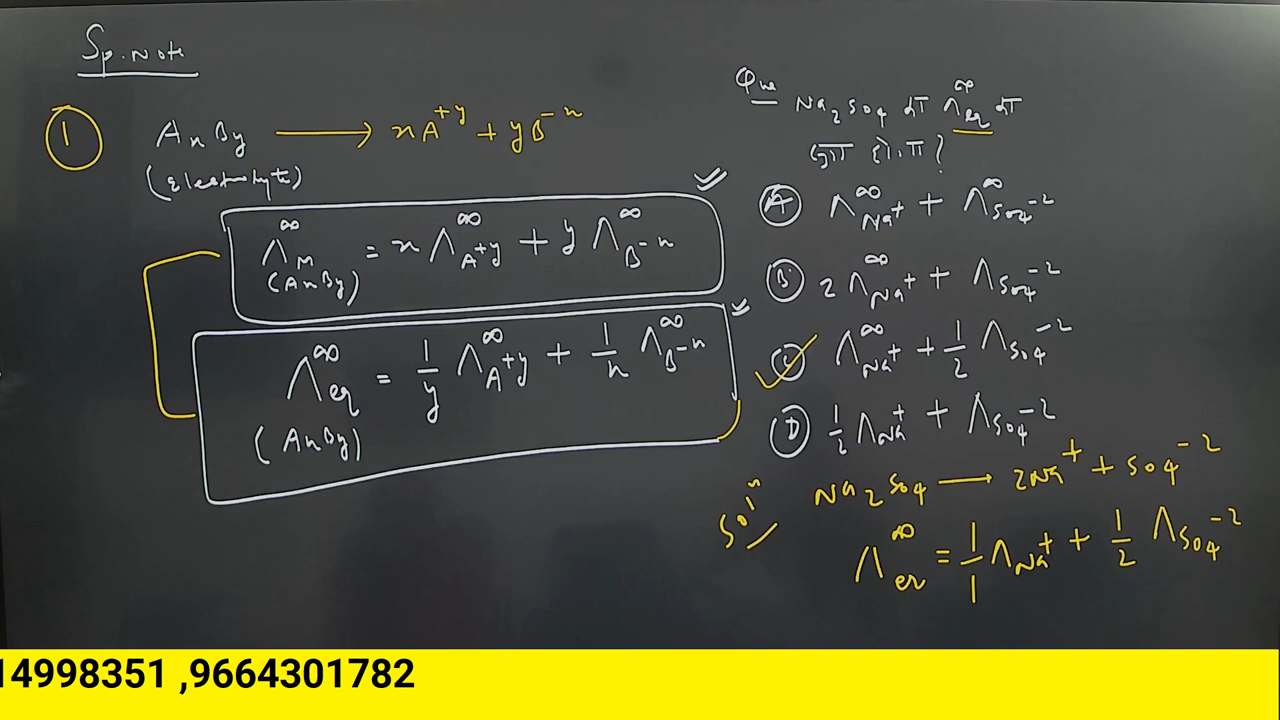 Sp. Note
① AxBy ⟶ xA⁺ʸ + yB⁻ˣ
(Electrolyte)
Λ∞M = x Λ∞A⁺ʸ + y Λ∞B⁻ˣ
(AxBy)
Λ∞eq = 1/y Λ∞A⁺ʸ + 1/x Λ∞B⁻ˣ
(AxBy)
Que Na₂SO₄ का Λ∞eq का
क्या होगा?
Ⓐ Λ∞Na⁺ + Λ∞SO₄⁻²
Ⓑ 2 Λ∞Na⁺ + ΛSO₄⁻²
Ⓒ Λ∞Na⁺ + 1/2 ΛSO₄⁻²
Ⓓ 1/2 ΛNa⁺ + ΛSO₄⁻²
Solⁿ Na₂SO₄ ⟶ 2Na⁺ + SO₄⁻²
Λ∞eq = 1/1 ΛNa⁺ + 1/2 ΛSO₄⁻²
14998351 ,9664301782